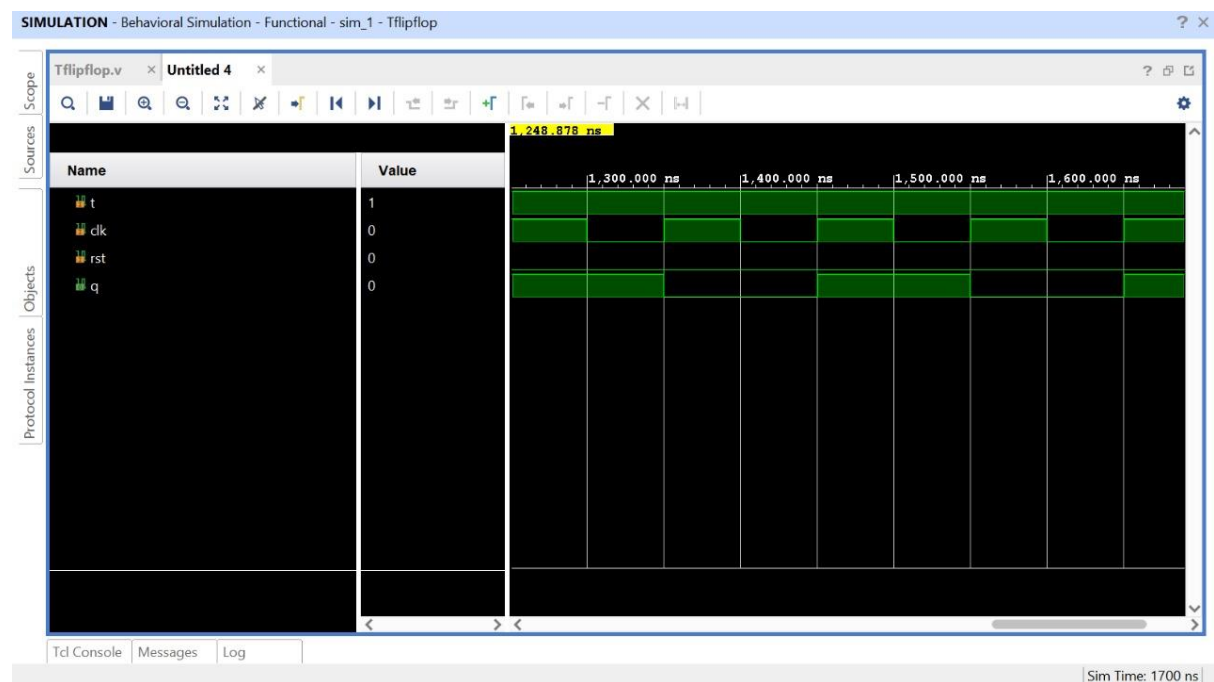 SIMULATION - Behavioral Simulation - Functional - sim_1 - Tflipflop ? ×
Scope
Sources
Objects
Protocol Instances
Tflipflop.v × Untitled 4 × ?
1,248.878 ns
Name Value
1,300.000 ns 1,400.000 ns 1,500.000 ns 1,600.000 ns
t 1
clk 0
rst 0
q 0
Tcl Console Messages Log
Sim Time: 1700 ns